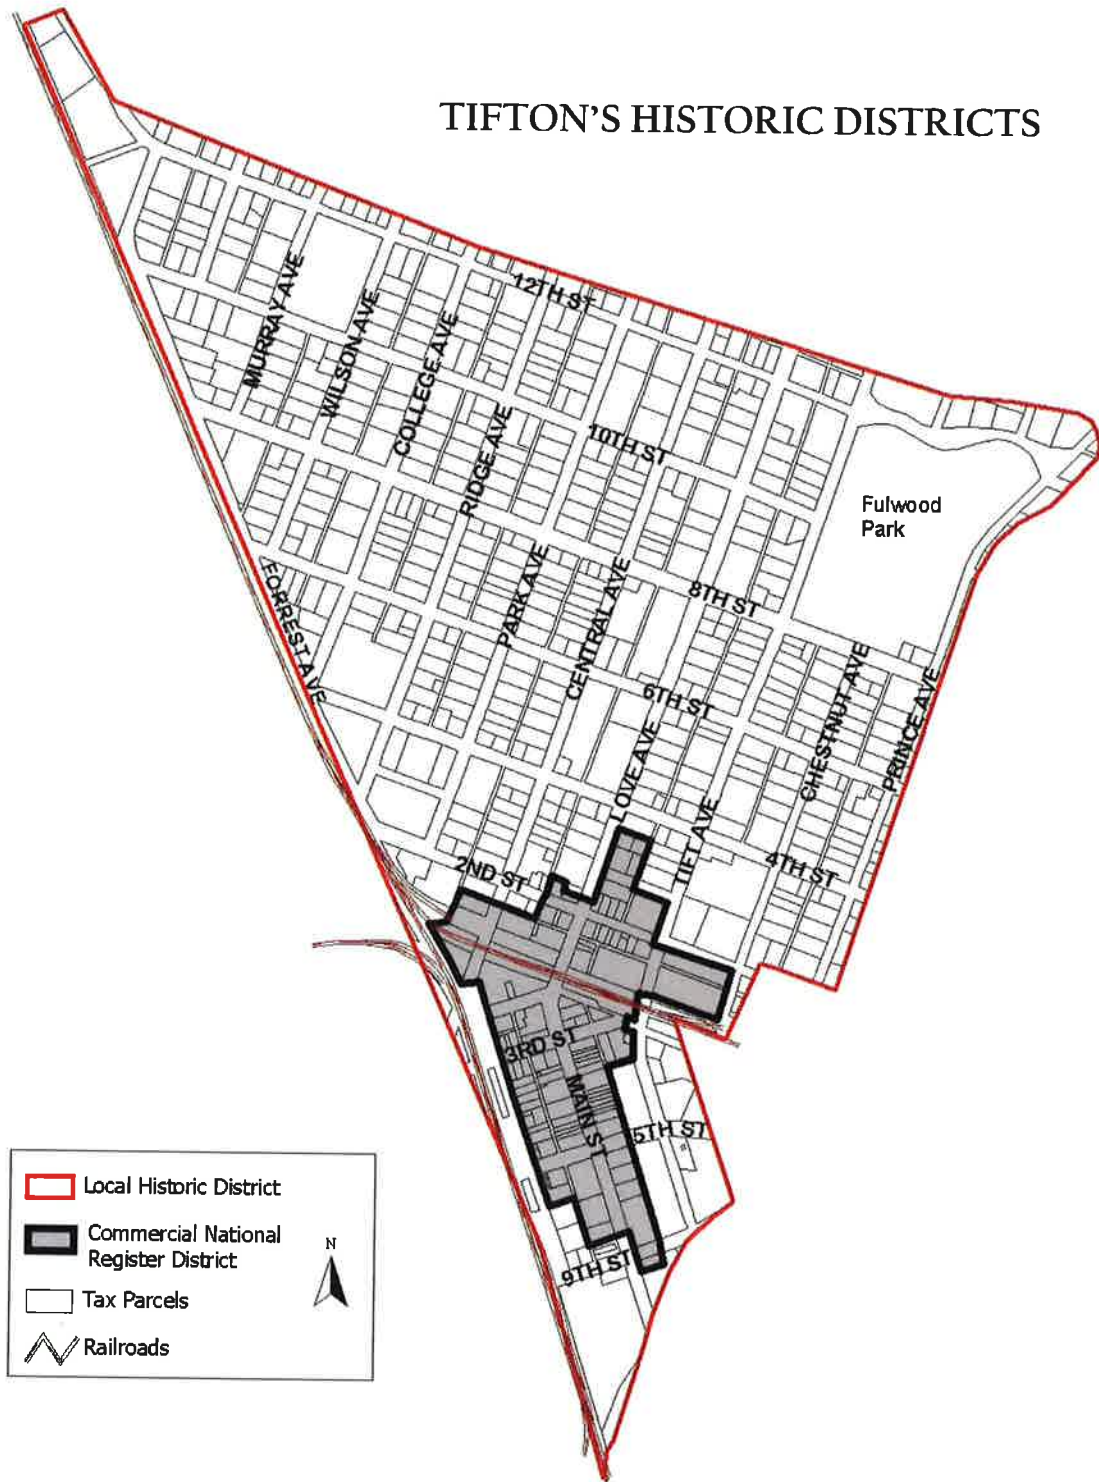 TIFTON'S HISTORIC DISTRICTS
12TH ST
MURRAY AVE
WILSON AVE
COLLEGE AVE
RIDGE AVE
10TH ST
Fulwood
Park
PARK AVE
CENTRAL AVE
8TH ST
FORREST AVE
6TH ST
CHESTNUT AVE
PRINCE AVE
LOVE AVE
TIFT AVE
2ND ST
4TH ST
3RD ST
MAIN ST
5TH ST
9TH ST
Local Historic District
Commercial National
Register District
Tax Parcels
Railroads
N